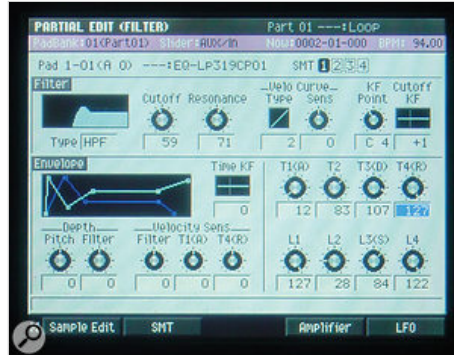 PARTIAL EDIT (FILTER) Part 01 ---:LOOP
PadBank:01(Part01) Slider:AUX/In Now:0002-01-000 BPM: 94.00
Pad 1-01(A 0) ---:EQ-LP319CP01 SMT 1 2 3 4
Filter
Velo Curve KF Cutoff
Cutoff Resonance Type Sens Point KF
Type HPF 59 71 2 0 C 4 +1
Envelope Time KF T1(A) T2 T3(D) T4(R)
0 12 83 107 127
Depth Velocity Sens
Pitch Filter Filter T1(A) T4(R) L1 L2 L3(S) L4
0 0 0 0 0 127 28 84 122
Sample Edit SMT Amplifier LFO